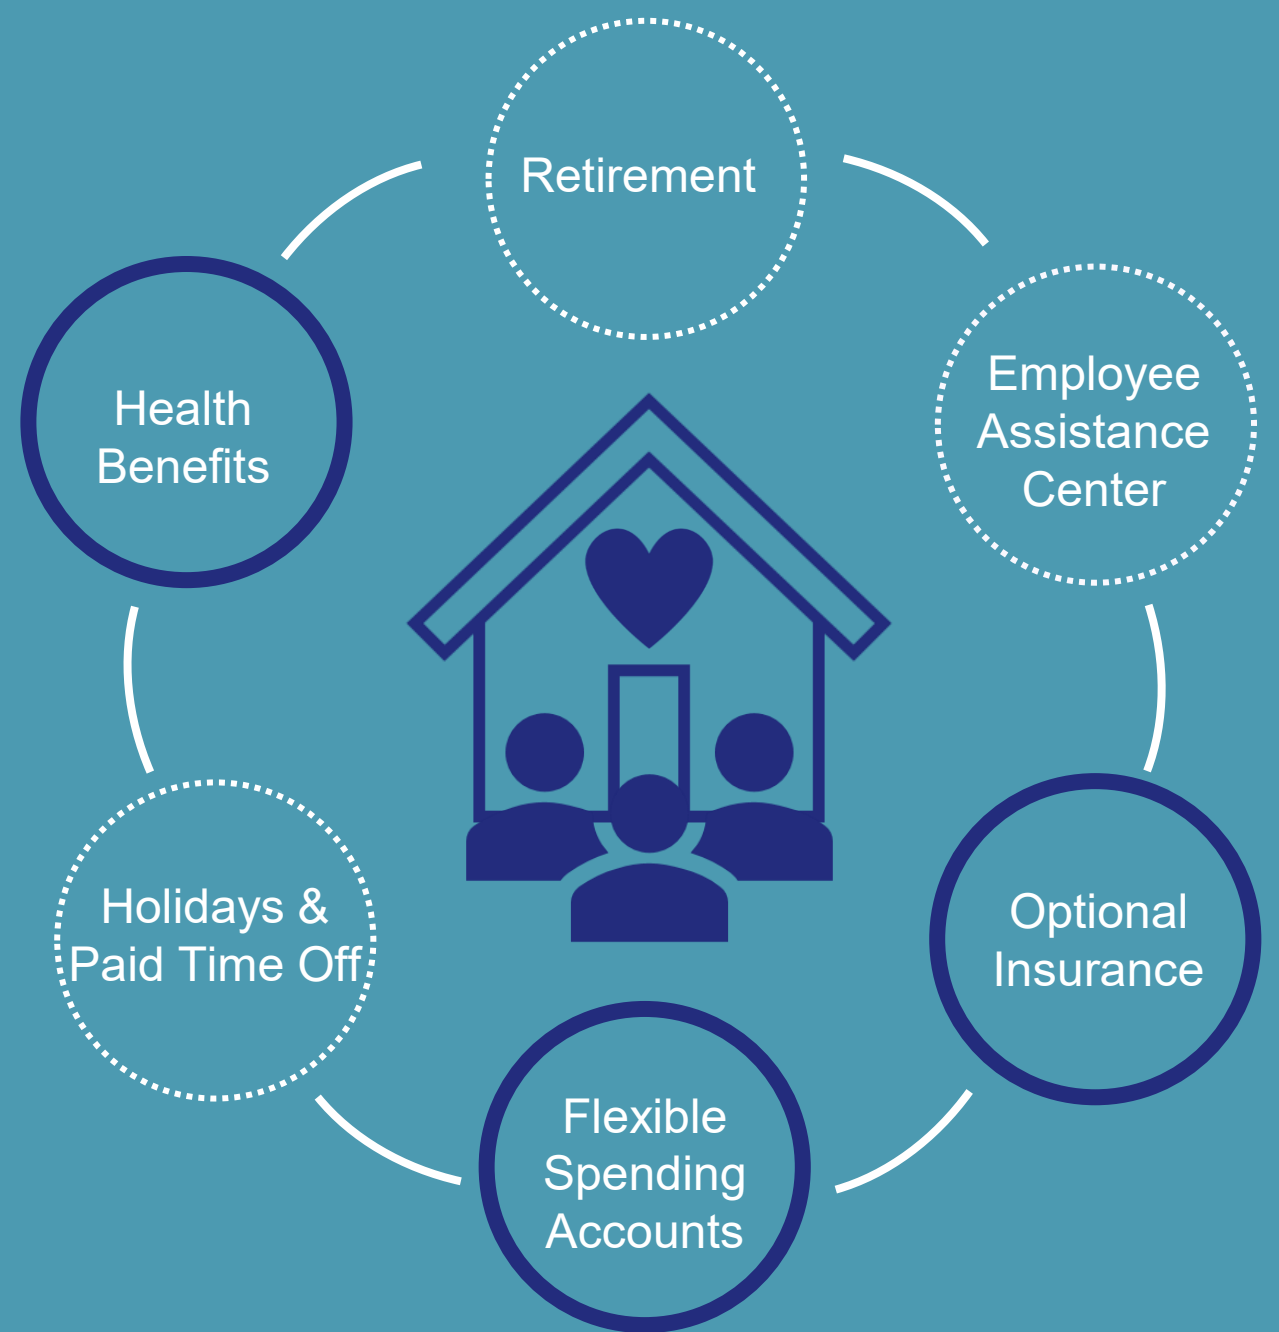 Retirement
Employee
Assistance
Center
Health
Benefits
Holidays &
Paid Time Off
Optional
Insurance
Flexible
Spending
Accounts